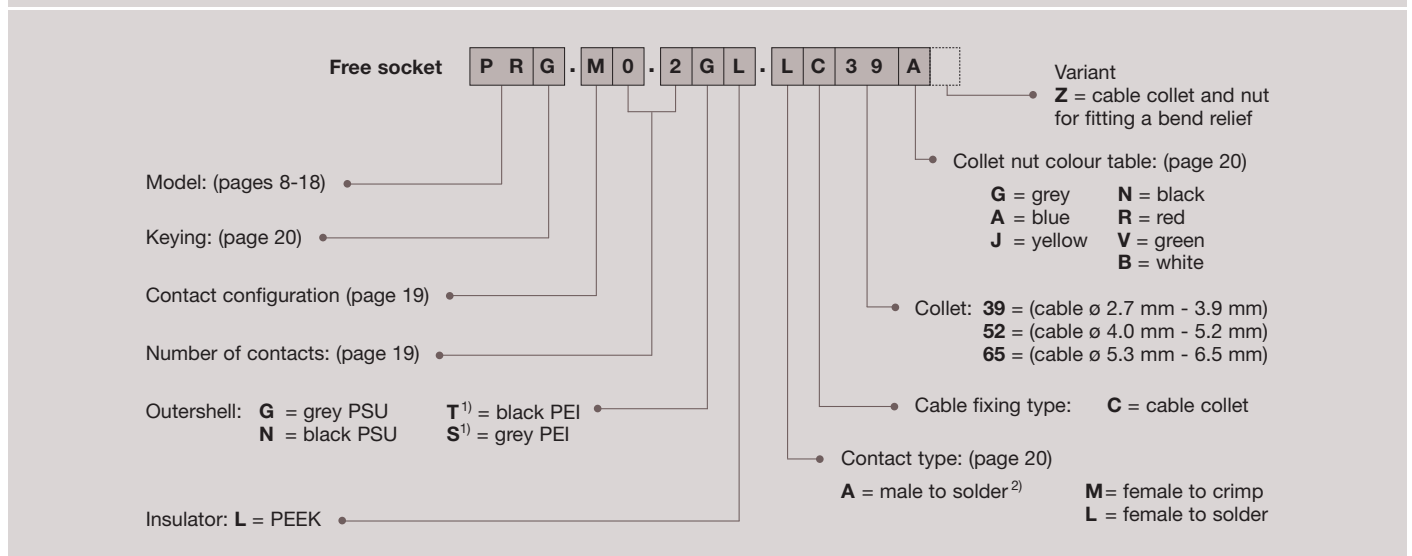 Free socket P R G . M 0 . 2 G L . L C 3 9 A
Variant
Z = cable collet and nut
for fitting a bend relief
Collet nut colour table: (page 20)
G = grey N = black
A = blue R = red
J = yellow V = green
B = white
Model: (pages 8-18)
Keying: (page 20)
Contact configuration (page 19)
Collet: 39 = (cable ø 2.7 mm - 3.9 mm)
52 = (cable ø 4.0 mm - 5.2 mm)
65 = (cable ø 5.3 mm - 6.5 mm)
Number of contacts: (page 19)
Outershell: G = grey PSU T1) = black PEI
N = black PSU S1) = grey PEI
Cable fixing type: C = cable collet
Contact type: (page 20)
A = male to solder2) M= female to crimp
L = female to solder
Insulator: L = PEEK